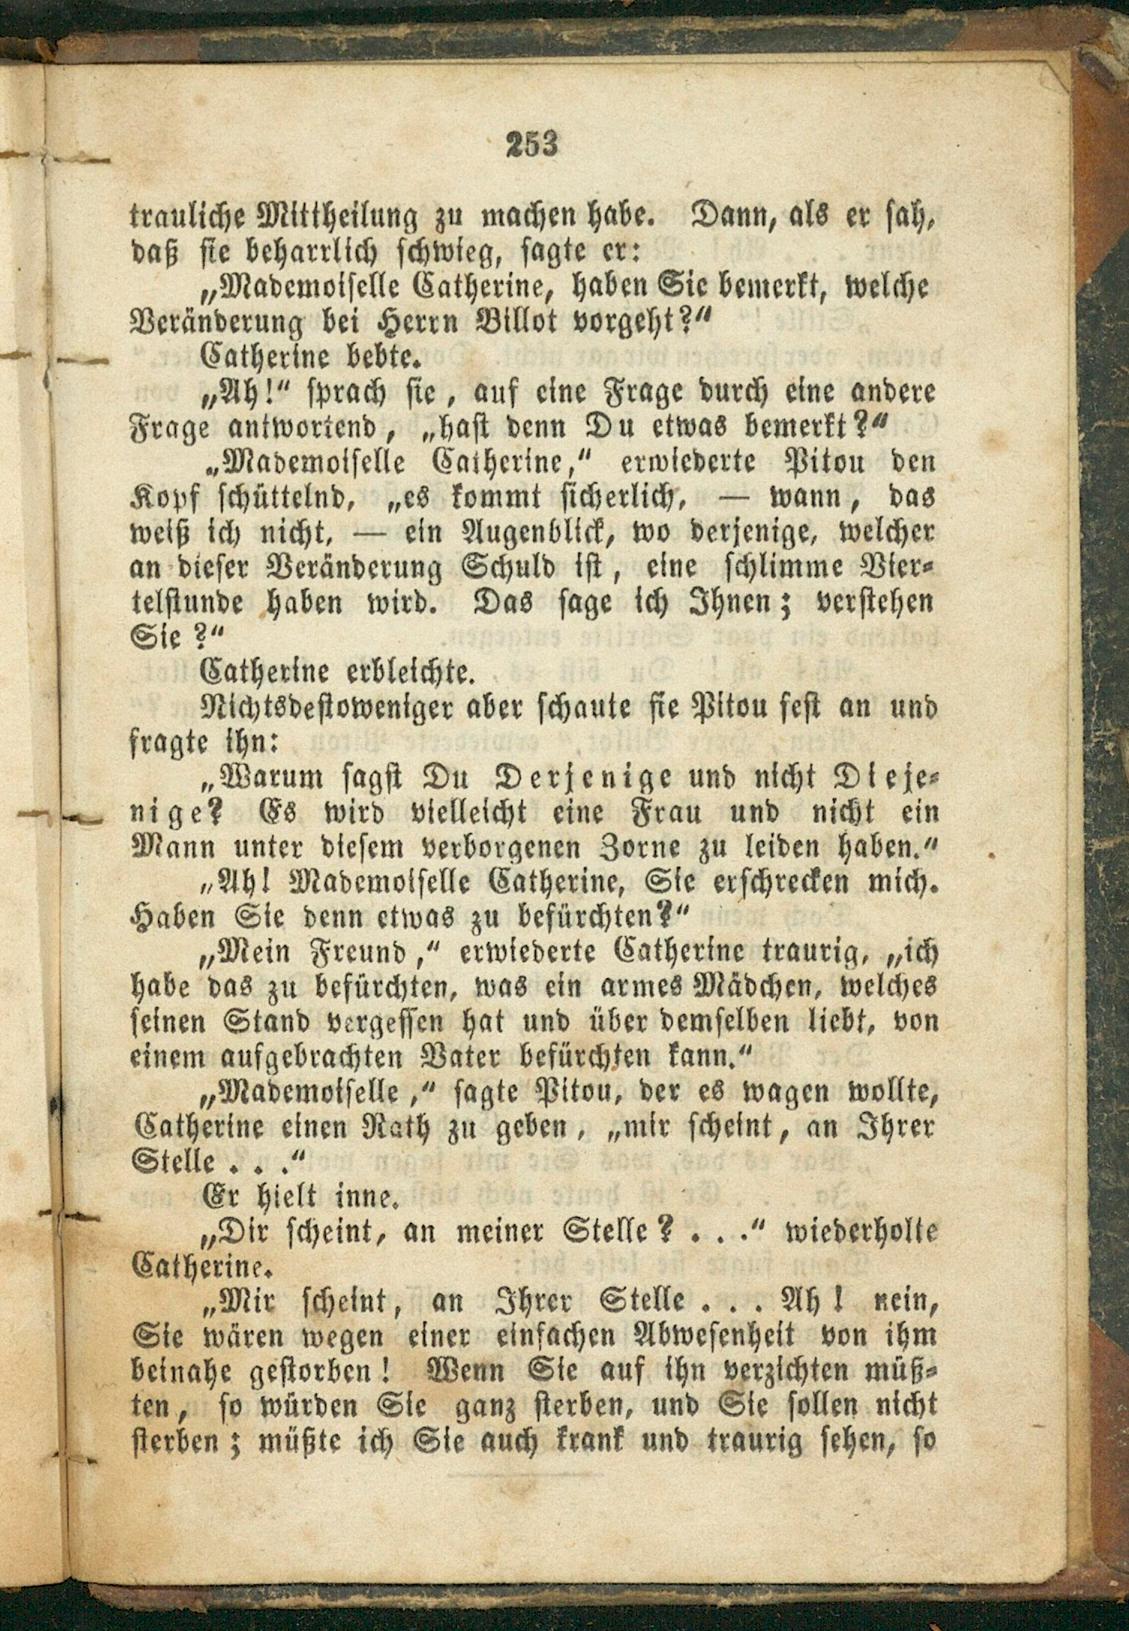 253
trauliche Mittheilung zu machen habe. Dann, als er sah,
daß sie beharrlich schwieg, sagte er:
„Mademoiselle Catherine, haben Sie bemerkt, welche
Veränderung bei Herrn Billot vorgeht?“
Catherine bebte.
„Ah!“ sprach sie, auf eine Frage durch eine andere
Frage antwortend, „hast denn Du etwas bemerkt?“
„Mademoiselle Catherine,“ erwiederte Pitou den
Kopf schüttelnd, „es kommt sicherlich, — wann, das
weiß ich nicht, — ein Augenblick, wo derjenige, welcher
an dieser Veränderung Schuld ist, eine schlimme Vier-
telstunde haben wird. Das sage ich Ihnen; verstehen
Sie?“
Catherine erbleichte.
Nichtsdestoweniger aber schaute sie Pitou fest an und
fragte ihn:
„Warum sagst Du Derjenige und nicht Dieje-
nige? Es wird vielleicht eine Frau und nicht ein
Mann unter diesem verborgenen Zorne zu leiden haben.“
„Ah! Mademoiselle Catherine, Sie erschrecken mich.
Haben Sie denn etwas zu befürchten?“
„Mein Freund,“ erwiederte Catherine traurig, „ich
habe das zu befürchten, was ein armes Mädchen, welches
seinen Stand vergessen hat und über demselben liebt, von
einem aufgebrachten Vater befürchten kann.“
„Mademoiselle,“ sagte Pitou, der es wagen wollte,
Catherine einen Rath zu geben, „mir scheint, an Ihrer
Stelle . . .“
Er hielt inne.
„Dir scheint, an meiner Stelle? . . .“ wiederholte
Catherine.
„Mir scheint, an Ihrer Stelle . . . Ah! nein,
Sie wären wegen einer einfachen Abwesenheit von ihm
beinahe gestorben! Wenn Sie auf ihn verzichten müß-
ten, so würden Sie ganz sterben, und Sie sollen nicht
sterben; müßte ich Sie auch krank und traurig sehen, so